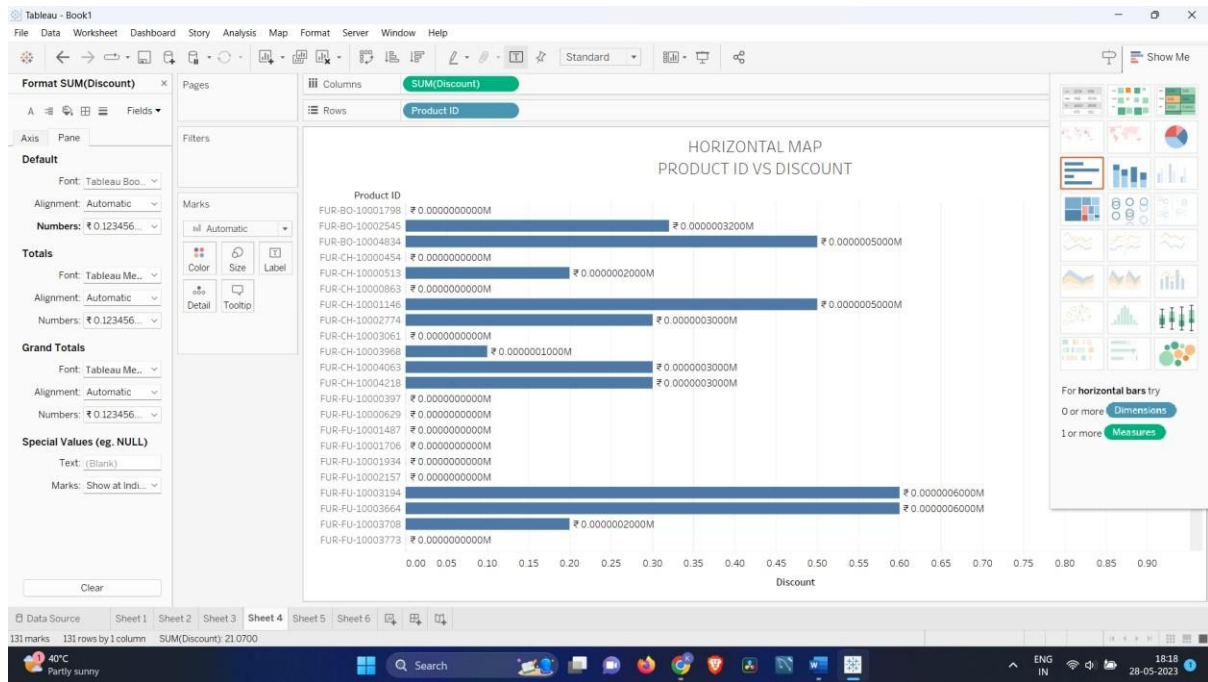 Tableau - Book1
File Data Worksheet Dashboard Story Analysis Map Format Server Window Help
Standard
Show Me
Format SUM(Discount) ×
Fields
Axis Pane
Default
Font: Tableau Boo...
Alignment: Automatic
Numbers: ₹ 0.123456...
Totals
Font: Tableau Me...
Alignment: Automatic
Numbers: ₹ 0.123456...
Grand Totals
Font: Tableau Me...
Alignment: Automatic
Numbers: ₹ 0.123456...
Special Values (eg. NULL)
Text: (Blank)
Marks: Show at Indi...
Clear
Pages
Filters
Marks
Automatic
Color Size Label
Detail Tooltip
Columns SUM(Discount)
Rows Product ID
HORIZONTAL MAP
PRODUCT ID VS DISCOUNT
Product ID
FUR-BO-10001798 ₹ 0.0000000000M
FUR-BO-10002545 ₹ 0.0000003200M
FUR-BO-10004834 ₹ 0.0000005000M
FUR-CH-10000454 ₹ 0.0000000000M
FUR-CH-10000513 ₹ 0.0000002000M
FUR-CH-10000863 ₹ 0.0000000000M
FUR-CH-10001146 ₹ 0.0000005000M
FUR-CH-10002774 ₹ 0.0000003000M
FUR-CH-10003061 ₹ 0.0000000000M
FUR-CH-10003968 ₹ 0.0000001000M
FUR-CH-10004063 ₹ 0.0000003000M
FUR-CH-10004218 ₹ 0.0000003000M
FUR-FU-10000397 ₹ 0.0000000000M
FUR-FU-10000629 ₹ 0.0000000000M
FUR-FU-10001487 ₹ 0.0000000000M
FUR-FU-10001706 ₹ 0.0000000000M
FUR-FU-10001934 ₹ 0.0000000000M
FUR-FU-10002157 ₹ 0.0000000000M
FUR-FU-10003194 ₹ 0.0000006000M
FUR-FU-10003664 ₹ 0.0000006000M
FUR-FU-10003708 ₹ 0.0000002000M
FUR-FU-10003773 ₹ 0.0000000000M
0.00 0.05 0.10 0.15 0.20 0.25 0.30 0.35 0.40 0.45 0.50 0.55 0.60 0.65 0.70 0.75 0.80 0.85 0.90
Discount
For horizontal bars try
0 or more Dimensions
1 or more Measures
Data Source Sheet 1 Sheet 2 Sheet 3 Sheet 4 Sheet 5 Sheet 6
131 marks 131 rows by 1 column SUM(Discount): 21.0700
40°C
Partly sunny
Search
ENG
IN
18:18
28-05-2023